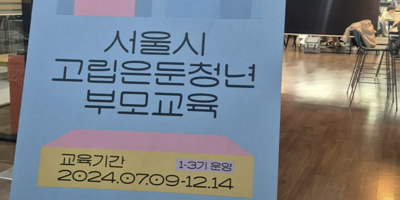 서울시
고립은둔청년
부모교육
교육기간 1-3기 운영
2024.07.09-12.14